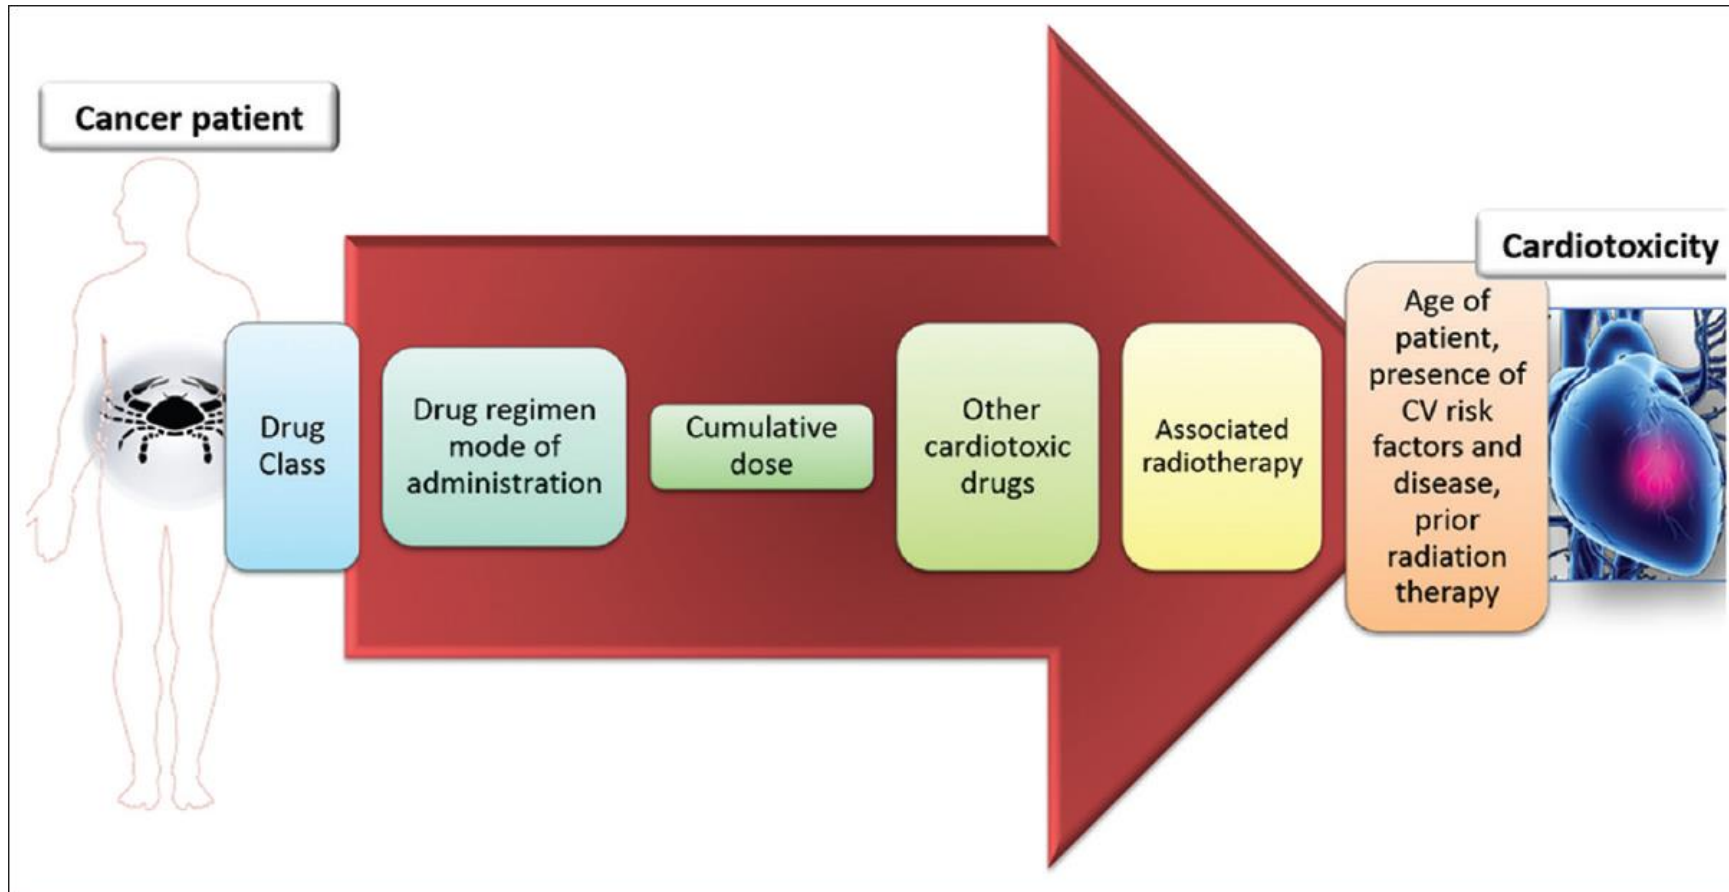 Cancer patient
Cardiotoxicity
Drug
Class
Drug regimen
mode of
administration
Cumulative
dose
Other
cardiotoxic
drugs
Associated
radiotherapy
Age of
patient,
presence of
CV risk
factors and
disease,
prior
radiation
therapy